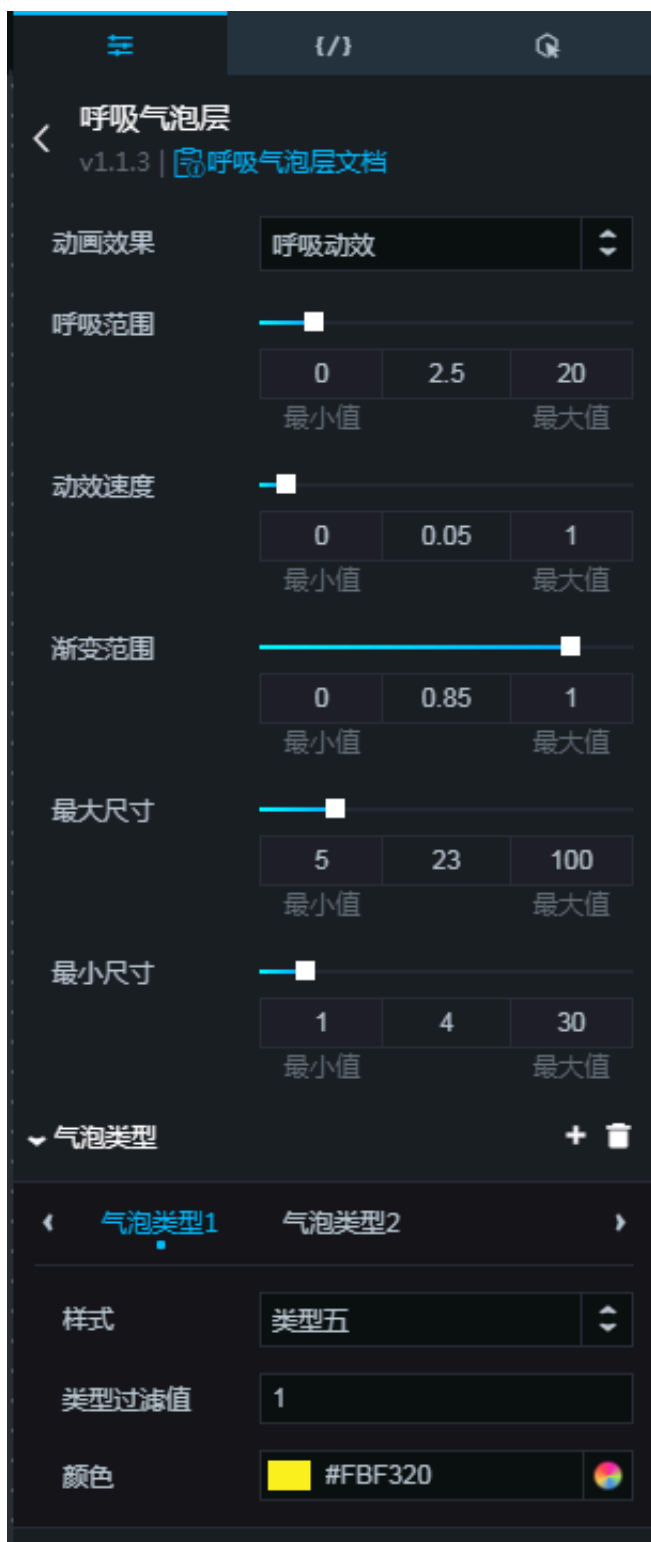 {/}
呼吸气泡层
v1.1.3 | 呼吸气泡层文档
动画效果 呼吸动效
呼吸范围
0 2.5 20
最小值 最大值
动效速度
0 0.05 1
最小值 最大值
渐变范围
0 0.85 1
最小值 最大值
最大尺寸
5 23 100
最小值 最大值
最小尺寸
1 4 30
最小值 最大值
气泡类型
气泡类型1 气泡类型2
样式 类型五
类型过滤值 1
颜色 #FBF320